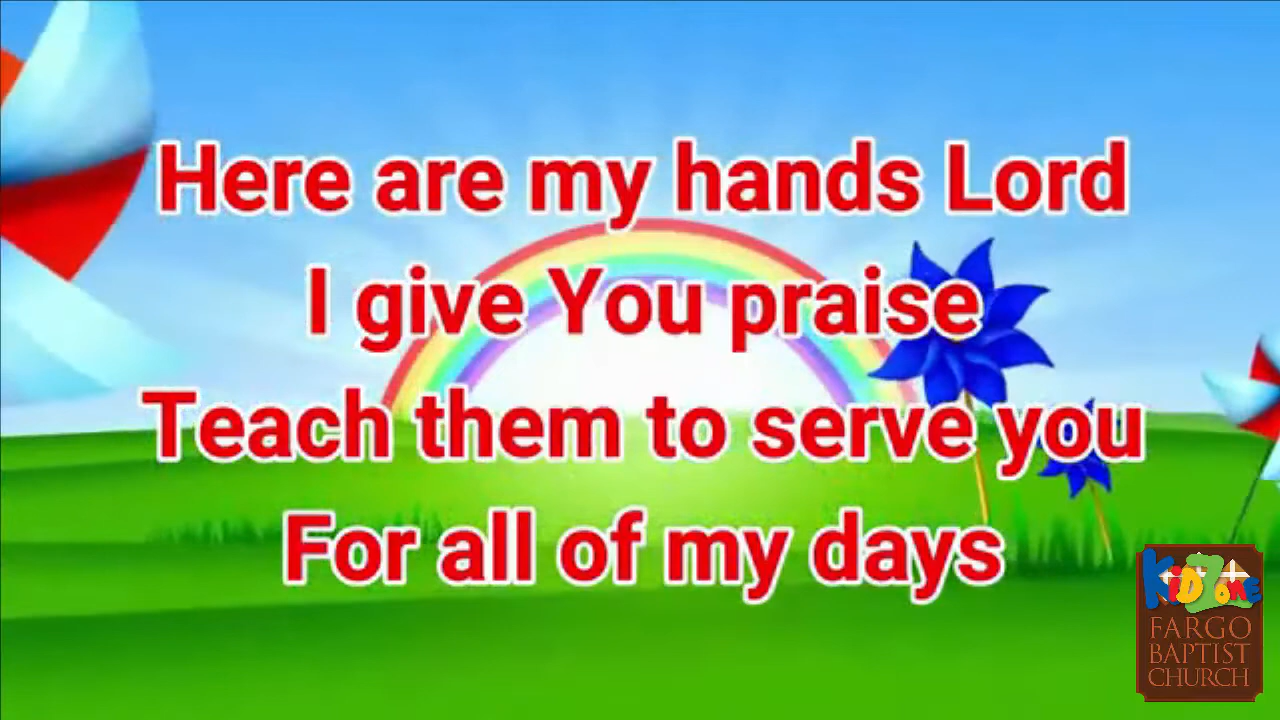 Here are my hands Lord
I give You praise
Teach them to serve you
For all of my days
KiDZONE
FARGO
BAPTIST
CHURCH